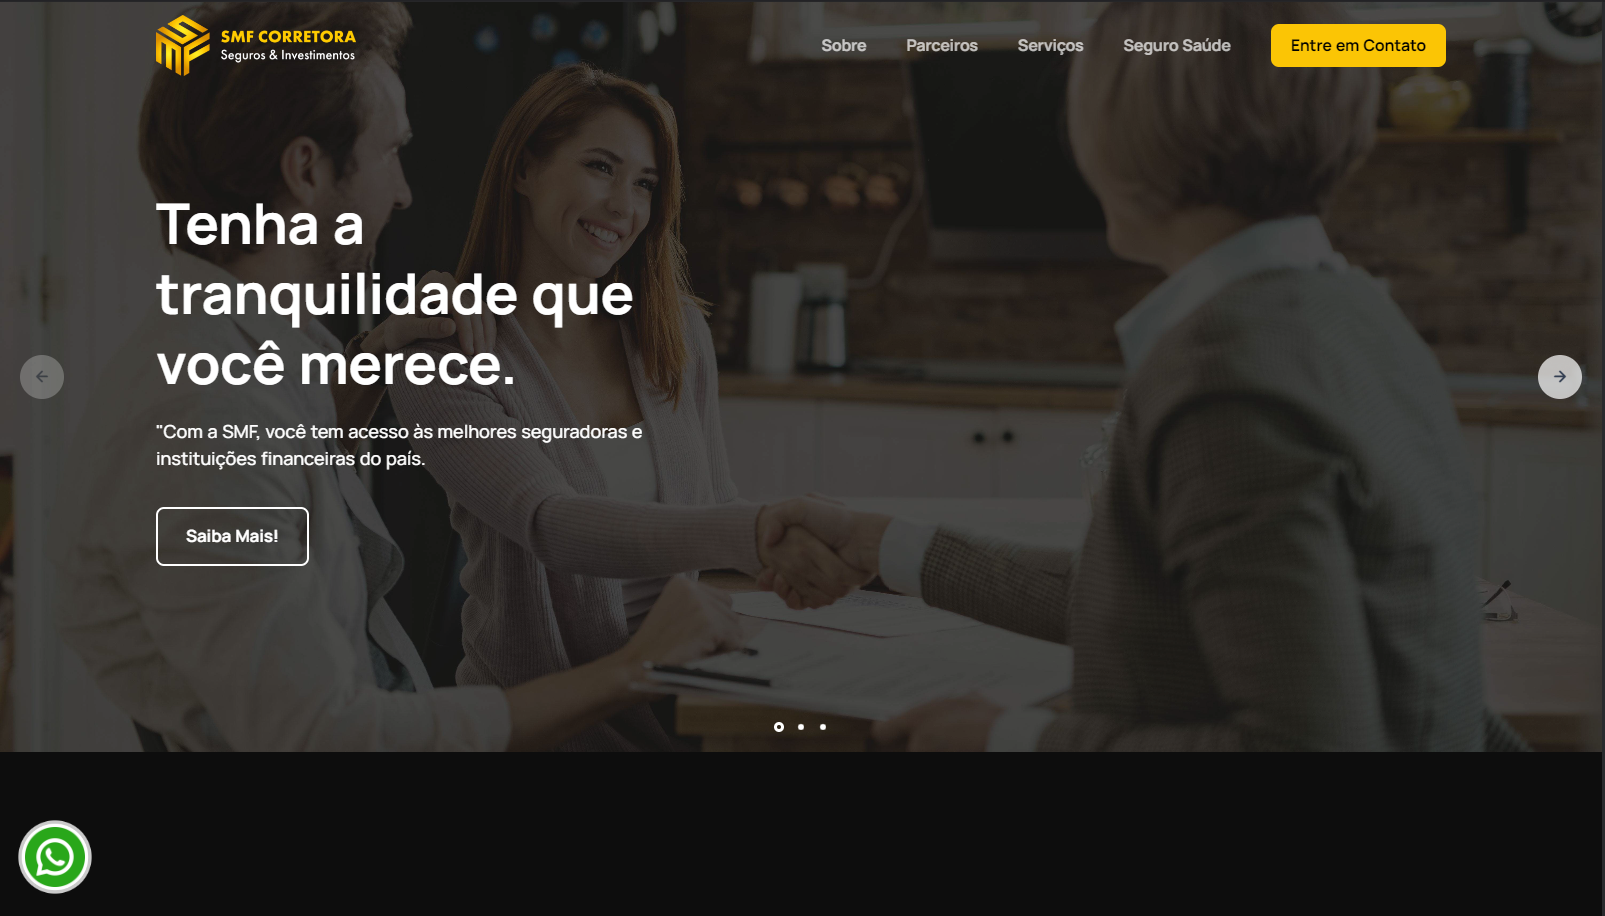 SMF CORRETORA
Seguros & Investimentos
Sobre
Parceiros
Serviços
Seguro Saúde
Entre em Contato
Tenha a
tranquilidade que
você merece.
"Com a SMF, você tem acesso às melhores seguradoras e
instituições financeiras do país.
Saiba Mais!